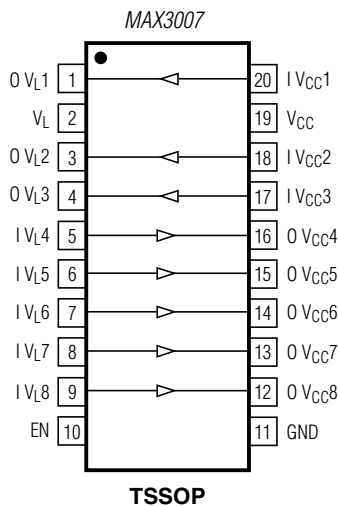 MAX3007
O VL1 1 20 I VCC1
VL 2 19 VCC
O VL2 3 18 I VCC2
O VL3 4 17 I VCC3
I VL4 5 16 O VCC4
I VL5 6 15 O VCC5
I VL6 7 14 O VCC6
I VL7 8 13 O VCC7
I VL8 9 12 O VCC8
EN 10 11 GND
TSSOP